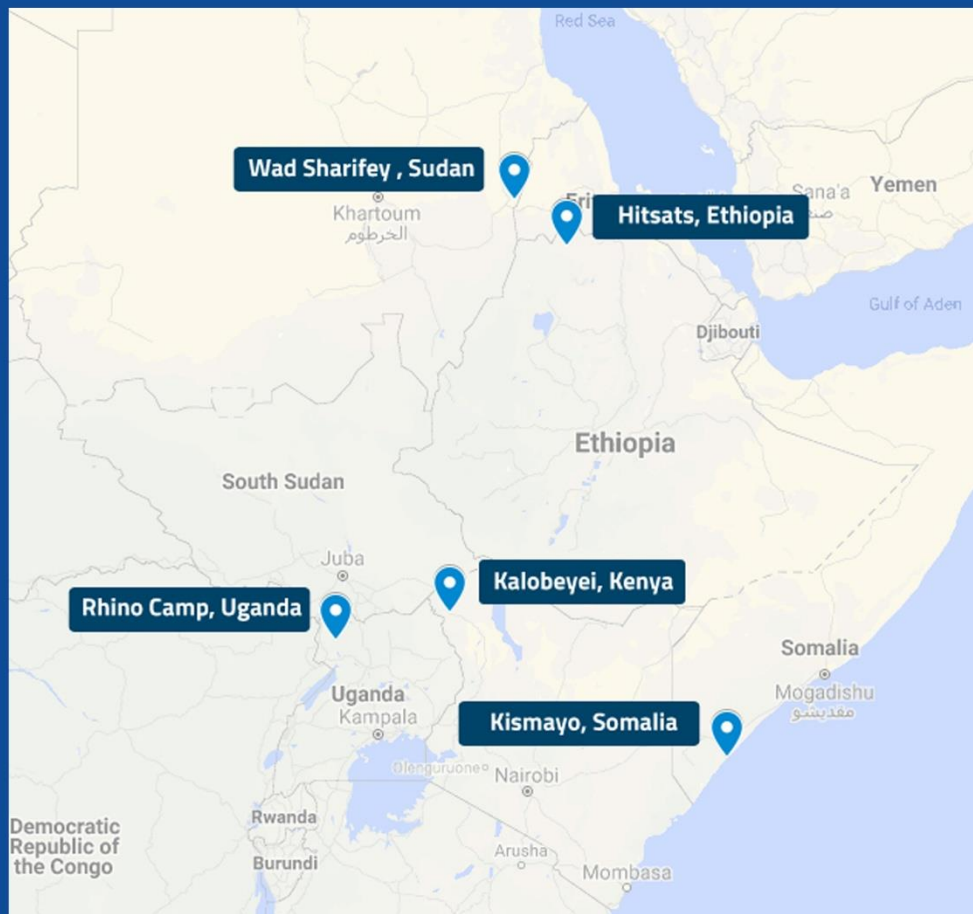 Red Sea
Wad Sharifey , Sudan
Khartoum
الخرطوم
Eri
Hitsats, Ethiopia
Sana'a
Yemen
Gulf of Aden
Djibouti
Ethiopia
South Sudan
Juba
Kalobeyei, Kenya
Rhino Camp, Uganda
Somalia
Mogadishu
مقديشو
Uganda
Kampala
Kismayo, Somalia
Olenguruone
Nairobi
Rwanda
Democratic
Republic of
the Congo
Burundi
Arusha
Mombasa